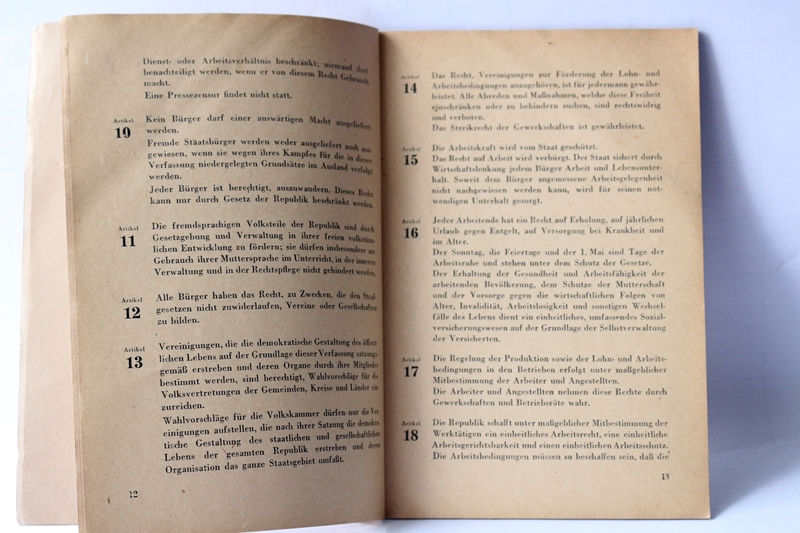 Dienst- oder Arbeitsverhältnis beschränkt; niemand darf
benachteiligt werden, wenn er von diesem Recht Gebrauch
macht.
Eine Pressezensur findet nicht statt.
Artikel
10
Kein Bürger darf einer auswärtigen Macht ausgeliefert
werden.
Fremde Staatsbürger werden weder ausgeliefert noch aus-
gewiesen, wenn sie wegen ihres Kampfes für die in dieser
Verfassung niedergelegten Grundsätze im Ausland verfolgt
werden.
Jeder Bürger ist berechtigt, auszuwandern. Dieses Recht
kann nur durch Gesetz der Republik beschränkt werden.
Artikel
11
Die fremdsprachigen Volksteile der Republik sind durch
Gesetzgebung und Verwaltung in ihrer freien volkstüm-
lichen Entwicklung zu fördern; sie dürfen insbesondere am
Gebrauch ihrer Muttersprache im Unterricht, in der inneren
Verwaltung und in der Rechtspflege nicht gehindert werden.
Artikel
12
Alle Bürger haben das Recht, zu Zwecken, die den Straf-
gesetzen nicht zuwiderlaufen, Vereine oder Gesellschaften
zu bilden.
Artikel
13
Vereinigungen, die die demokratische Gestaltung des öffent-
lichen Lebens auf der Grundlage dieser Verfassung satzungs-
gemäß erstreben und deren Organe durch ihre Mitglieder
bestimmt werden, sind berechtigt, Wahlvorschläge für die
Volksvertretungen der Gemeinden, Kreise und Länder ein-
zureichen.
Wahlvorschläge für die Volkskammer dürfen nur die Ver-
einigungen aufstellen, die nach ihrer Satzung die demokra-
tische Gestaltung des staatlichen und gesellschaftlichen
Lebens der gesamten Republik erstreben und deren
Organisation das ganze Staatsgebiet umfaßt.
12
Artikel
14
Das Recht, Vereinigungen zur Förderung der Lohn- und
Arbeitsbedingungen anzugehören, ist für jedermann gewähr-
leistet. Alle Abreden und Maßnahmen, welche diese Freiheit
einschränken oder zu behindern suchen, sind rechtswidrig
und verboten.
Das Streikrecht der Gewerkschaften ist gewährleistet.
Artikel
15
Die Arbeitskraft wird vom Staat geschützt.
Das Recht auf Arbeit wird verbürgt. Der Staat sichert durch
Wirtschaftslenkung jedem Bürger Arbeit und Lebensunter-
halt. Soweit dem Bürger angemessene Arbeitsgelegenheit
nicht nachgewiesen werden kann, wird für seinen not-
wendigen Unterhalt gesorgt.
Artikel
16
Jeder Arbeitende hat ein Recht auf Erholung, auf jährlichen
Urlaub gegen Entgelt, auf Versorgung bei Krankheit und
im Alter.
Der Sonntag, die Feiertage und der 1. Mai sind Tage der
Arbeitsruhe und stehen unter dem Schutz der Gesetze.
Der Erhaltung der Gesundheit und Arbeitsfähigkeit der
arbeitenden Bevölkerung, dem Schutze der Mutterschaft
und der Vorsorge gegen die wirtschaftlichen Folgen von
Alter, Invalidität, Arbeitslosigkeit und sonstigen Wechsel-
fälle des Lebens dient ein einheitliches, umfassendes Sozial-
versicherungswesen auf der Grundlage der Selbstverwaltung
der Versicherten.
Artikel
17
Die Regelung der Produktion sowie der Lohn- und Arbeits-
bedingungen in den Betrieben erfolgt unter maßgeblicher
Mitbestimmung der Arbeiter und Angestellten.
Die Arbeiter und Angestellten nehmen diese Rechte durch
Gewerkschaften und Betriebsräte wahr.
Artikel
18
Die Republik schafft unter maßgeblicher Mitbestimmung der
Werktätigen ein einheitliches Arbeitsrecht, eine einheitliche
Arbeitsgerichtsbarkeit und einen einheitlichen Arbeitsschutz.
Die Arbeitsbedingungen müssen so beschaffen sein, daß die
13